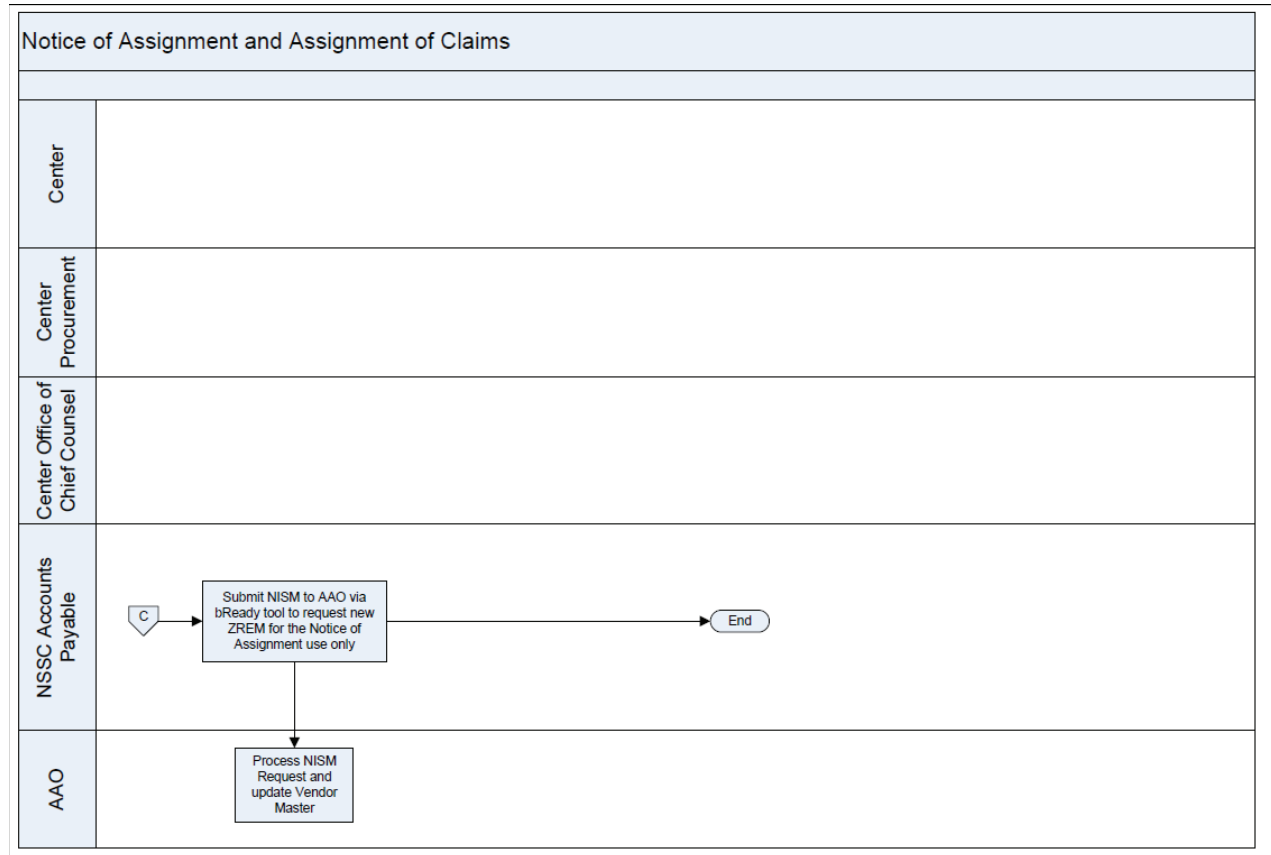 Notice of Assignment and Assignment of Claims
Center
Center
Procurement
Center Office of
Chief Counsel
NSSC Accounts
Payable
C
Submit NISM to AAO via
bReady tool to request new
ZREM for the Notice of
Assignment use only
End
AAO
Process NISM
Request and
update Vendor
Master